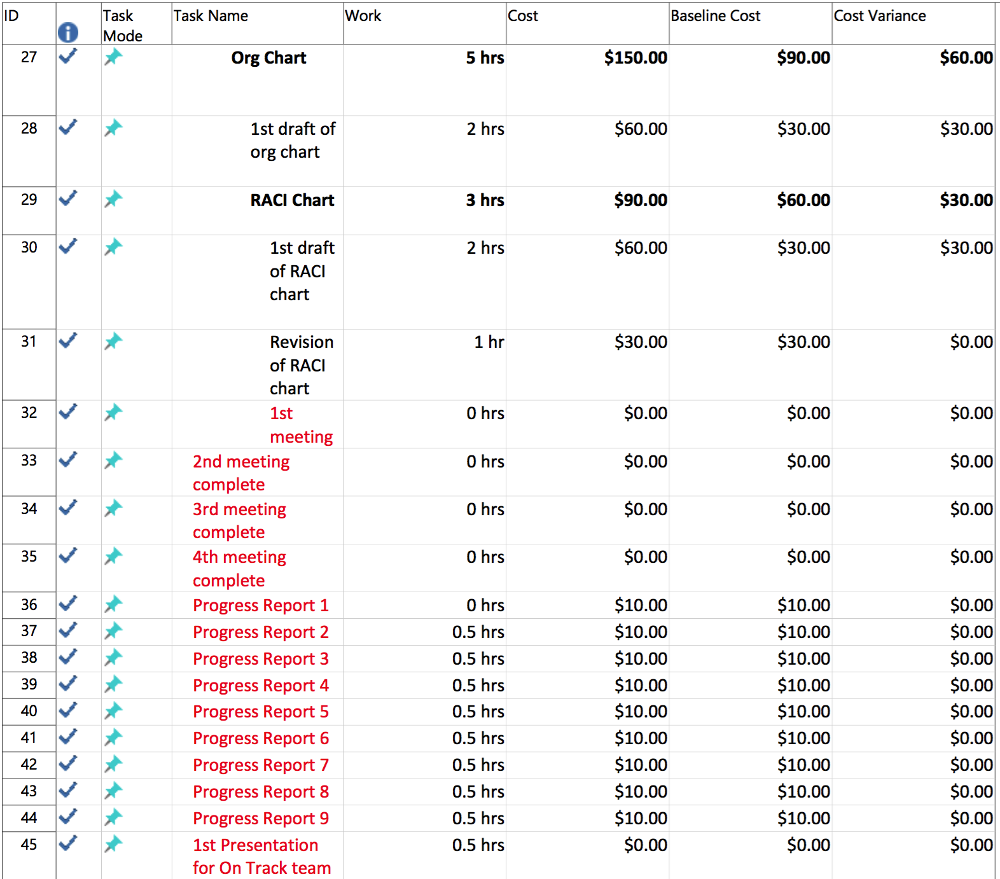 ID Task Mode Task Name Work Cost Baseline Cost Cost Variance
27 Org Chart 5 hrs $150.00 $90.00 $60.00
28 1st draft of 2 hrs $60.00 $30.00 $30.00
org chart
29 RACI Chart 3 hrs $90.00 $60.00 $30.00
30 1st draft 2 hrs $60.00 $30.00 $30.00
of RACI
chart
31 Revision 1 hr $30.00 $30.00 $0.00
of RACI
chart
32 1st 0 hrs $0.00 $0.00 $0.00
meeting
33 2nd meeting 0 hrs $0.00 $0.00 $0.00
complete
34 3rd meeting 0 hrs $0.00 $0.00 $0.00
complete
35 4th meeting 0 hrs $0.00 $0.00 $0.00
complete
36 Progress Report 1 0 hrs $10.00 $10.00 $0.00
37 Progress Report 2 0.5 hrs $10.00 $10.00 $0.00
38 Progress Report 3 0.5 hrs $10.00 $10.00 $0.00
39 Progress Report 4 0.5 hrs $10.00 $10.00 $0.00
40 Progress Report 5 0.5 hrs $10.00 $10.00 $0.00
41 Progress Report 6 0.5 hrs $10.00 $10.00 $0.00
42 Progress Report 7 0.5 hrs $10.00 $10.00 $0.00
43 Progress Report 8 0.5 hrs $10.00 $10.00 $0.00
44 Progress Report 9 0.5 hrs $10.00 $10.00 $0.00
45 1st Presentation 0.5 hrs $0.00 $0.00 $0.00
for On Track team